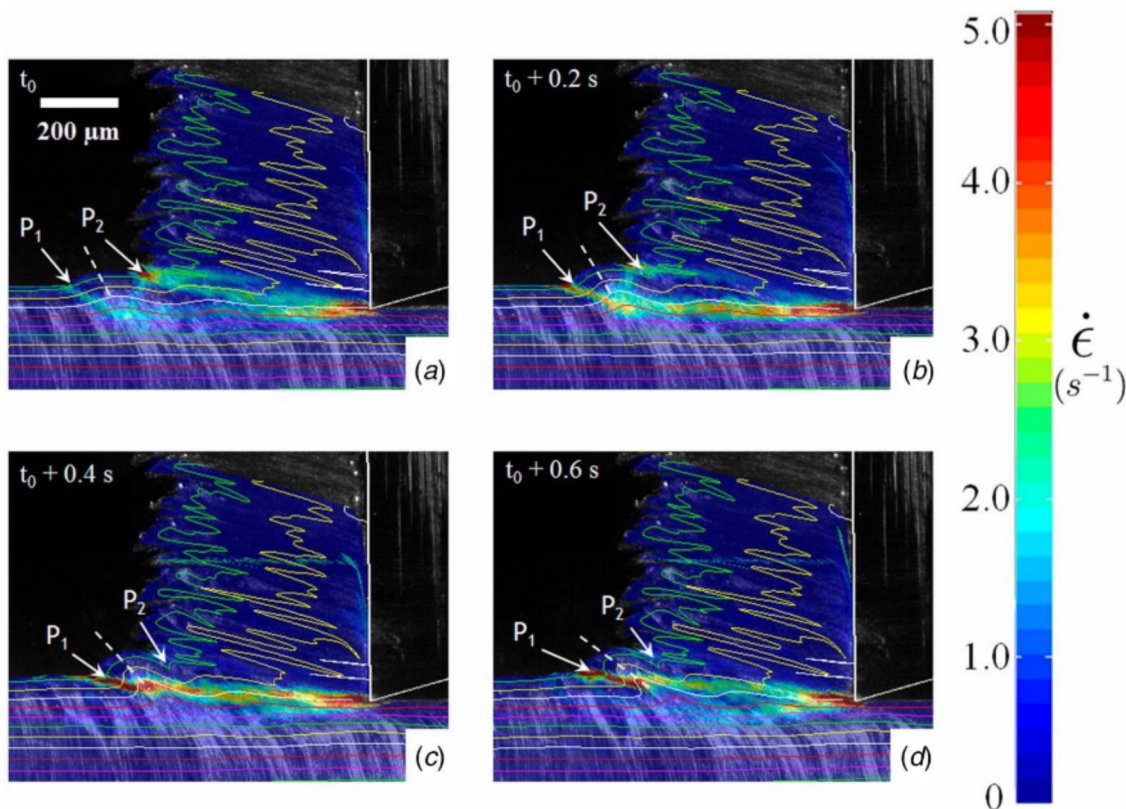 t₀
200 μm
P₁
P₂
(a)
t₀ + 0.2 s
P₁
P₂
(b)
t₀ + 0.4 s
P₁
P₂
(c)
t₀ + 0.6 s
P₁
P₂
(d)
5.0
4.0
3.0
ϵ̇
(s⁻¹)
2.0
1.0
0